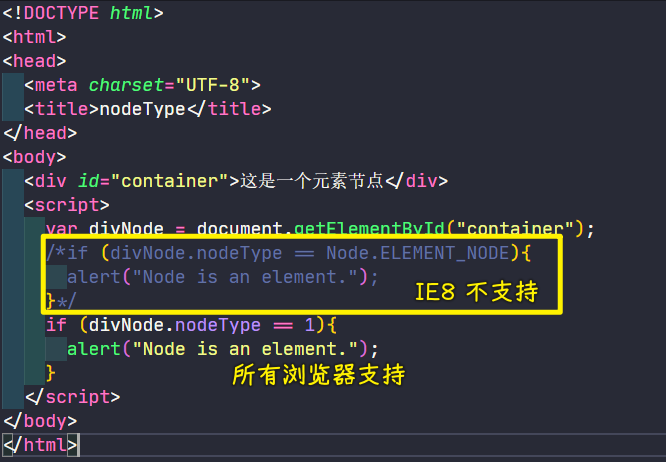 <!DOCTYPE html>
<html>
<head>
<meta charset="UTF-8">
<title>nodeType</title>
</head>
<body>
<div id="container">这是一个元素节点</div>
<script>
var divNode = document.getElementById("container");
/*if (divNode.nodeType == Node.ELEMENT_NODE){
alert("Node is an element.");
}*/
IE8 不支持
if (divNode.nodeType == 1){
alert("Node is an element.");
}
所有浏览器支持
</script>
</body>
</html>